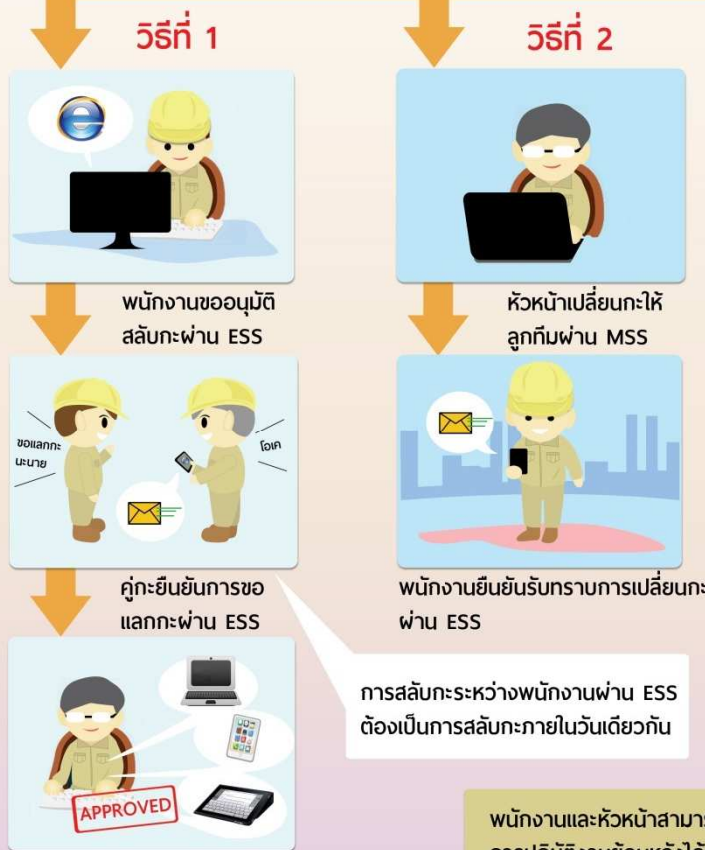 วิธีที่ 1
พนักงานขออนุมัติ
สลับกะผ่าน ESS
ขอแลกกะ
นะนาย
โอเค
คู่กะยืนยันการขอ
แลกกะผ่าน ESS
APPROVED
วิธีที่ 2
หัวหน้าเปลี่ยนกะให้
ลูกทีมผ่าน MSS
พนักงานยืนยันรับทราบการเปลี่ยนกะ
ผ่าน ESS
การสลับกะระหว่างพนักงานผ่าน ESS
ต้องเป็นการสลับกะภายในวันเดียวกัน
พนักงานและหัวหน้าสามาร